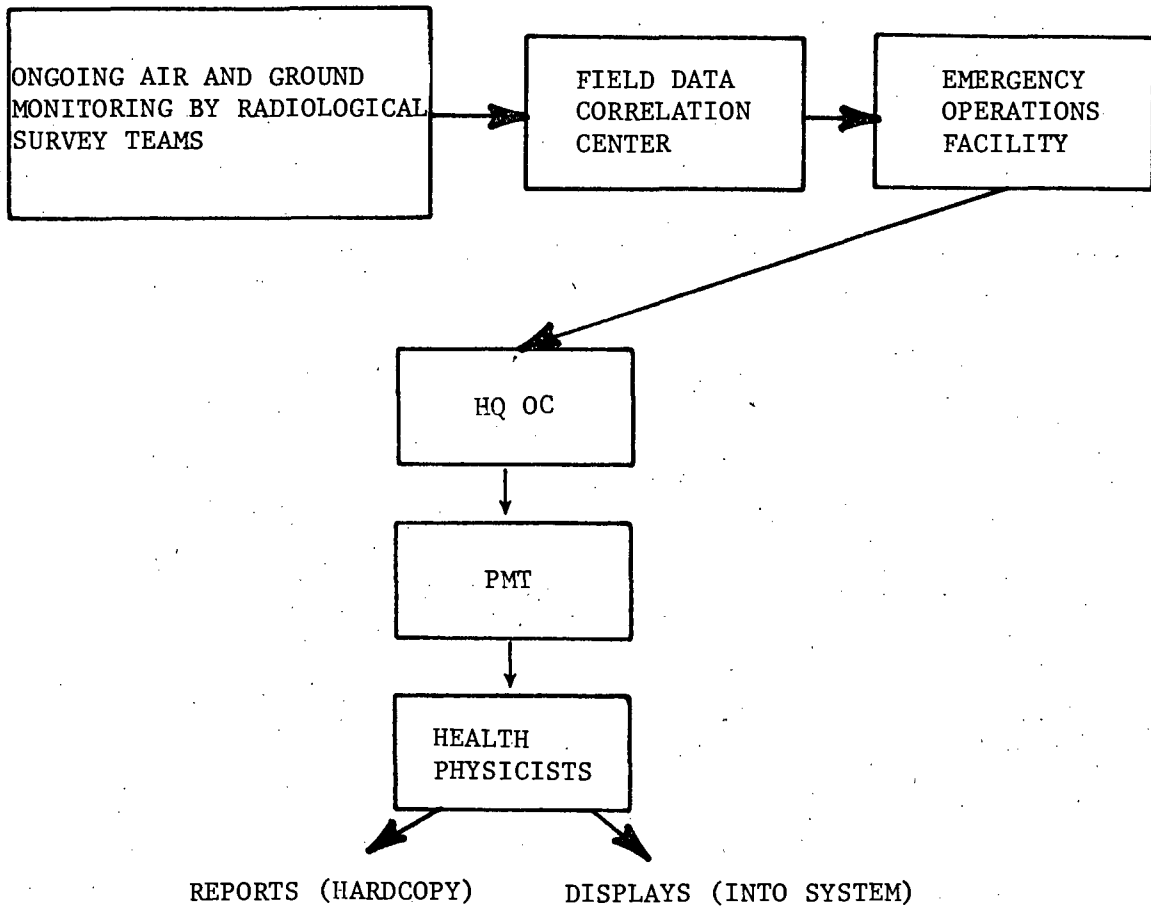 ONGOING AIR AND GROUND
MONITORING BY RADIOLOGICAL
SURVEY TEAMS
FIELD DATA
CORRELATION
CENTER
EMERGENCY
OPERATIONS
FACILITY
HQ OC
PMT
HEALTH
PHYSICISTS
REPORTS (HARDCOPY)
DISPLAYS (INTO SYSTEM)